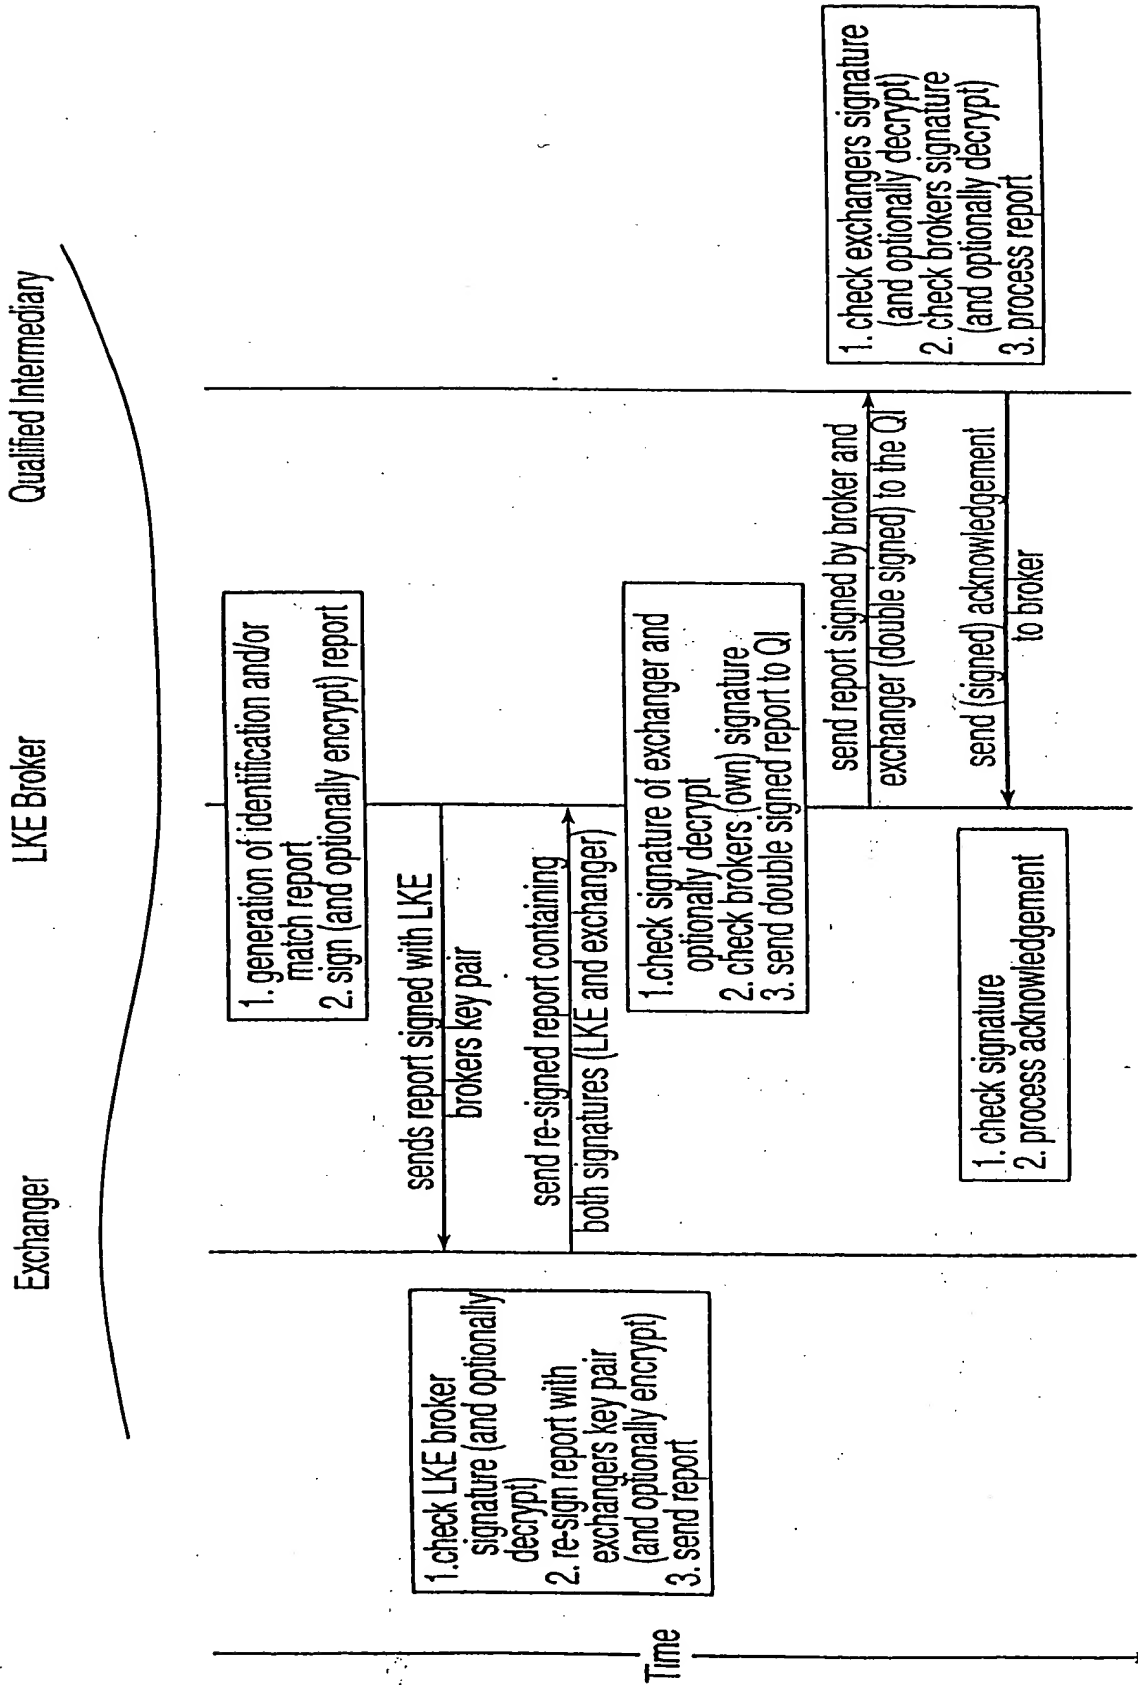 Exchanger
LKE Broker
Qualified Intermediary
1. generation of identification and/or
match report
2. sign (and optionally encrypt) report
sends report signed with LKE
brokers key pair
1.check LKE broker
signature (and optionally
decrypt)
2. re-sign report with
exchangers key pair
(and optionally encrypt)
3. send report
send re-signed report containing
both signatures (LKE and exchanger)
1.check signature of exchanger and
optionally decrypt
2. check brokers (own) signature
3. send double signed report to QI
send report signed by broker and
exchanger (double signed) to the QI
1. check exchangers signature
(and optionally decrypt)
2. check brokers signature
(and optionally decrypt)
3. process report
send (signed) acknowledgement
to broker
1. check signature
2. process acknowledgement
Time